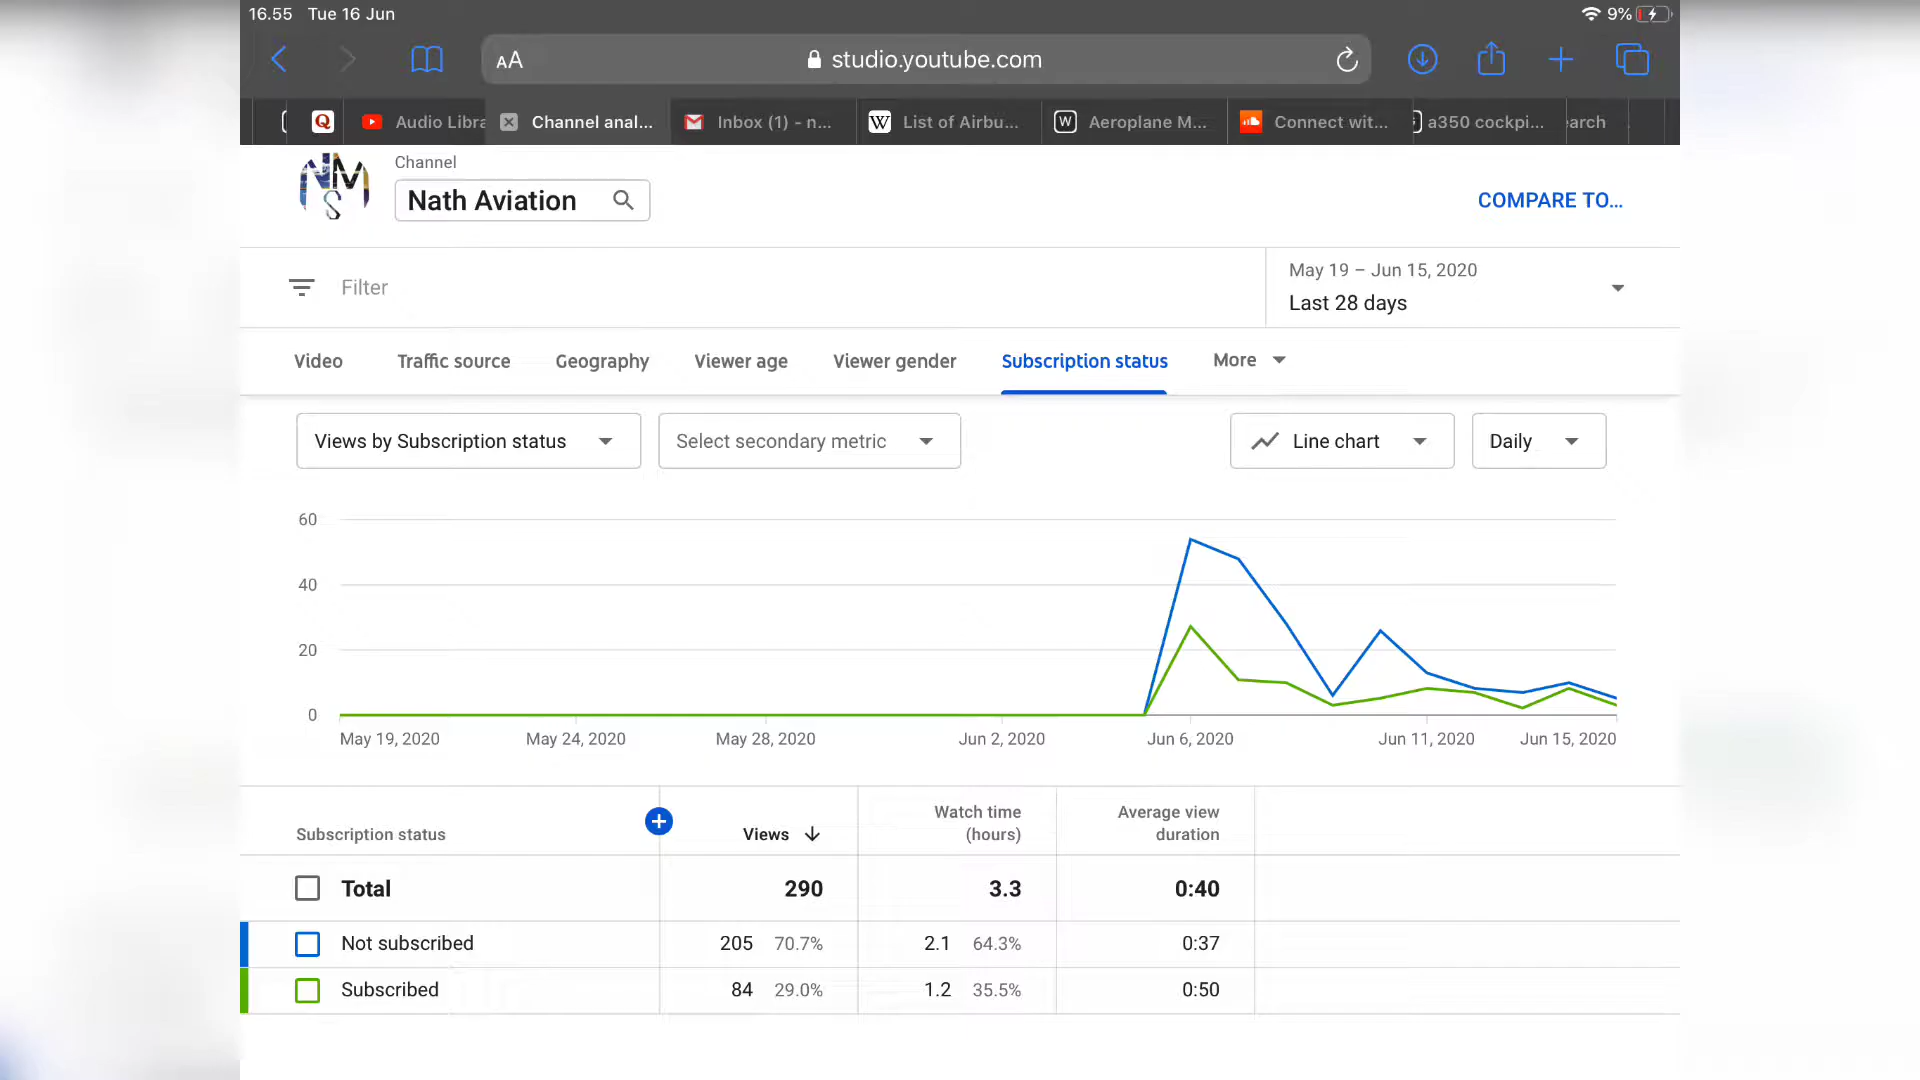 16.55 Tue 16 Jun 9%
AA studio.youtube.com
Q Audio Libra Channel anal... Inbox (1) - n... W List of Airbu... W Aeroplane M... Connect wit... a350 cockpi... arch
NMS
Channel
Nath Aviation
COMPARE TO...
Filter
May 19 – Jun 15, 2020
Last 28 days
Video Traffic source Geography Viewer age Viewer gender Subscription status More
Views by Subscription status Select secondary metric Line chart Daily
60
40
20
0
May 19, 2020 May 24, 2020 May 28, 2020 Jun 2, 2020 Jun 6, 2020 Jun 11, 2020 Jun 15, 2020
Subscription status Views Watch time (hours) Average view duration
Total 290 3.3 0:40
Not subscribed 205 70.7% 2.1 64.3% 0:37
Subscribed 84 29.0% 1.2 35.5% 0:50